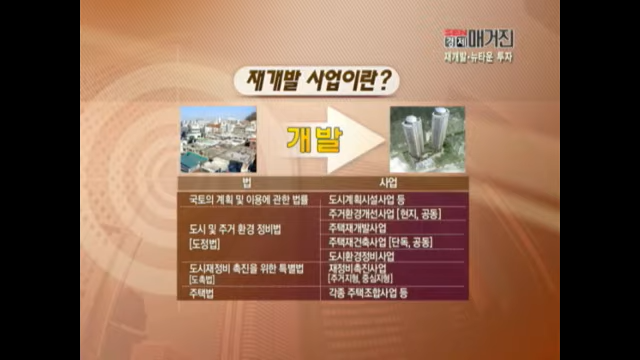 SEN 경제 매거진
재개발·뉴타운 투자
재개발 사업이란?
개발
법 사업
국토의 계획 및 이용에 관한 법률 도시계획시설사업 등
주거환경개선사업 [현지, 공동]
도시 및 주거 환경 정비법 주택재개발사업
[도정법] 주택재건축사업 [단독, 공동]
도시환경정비사업
도시재정비 촉진을 위한 특별법 재정비촉진사업
[도촉법] [주거지형, 중심지형]
주택법 각종 주택조합사업 등